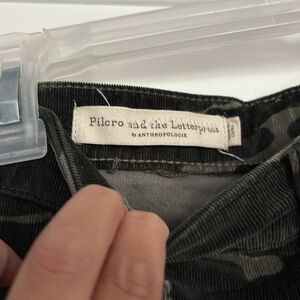 Pilcro and the Letterpress
by ANTHROPOLOGIE